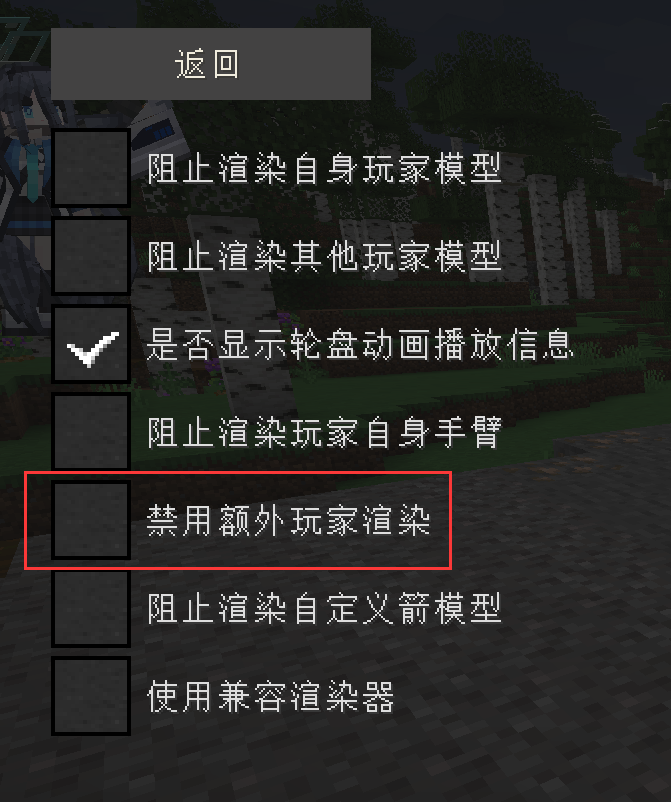 返回
阻止渲染自身玩家模型
阻止渲染其他玩家模型
是否显示轮盘动画播放信息
阻止渲染玩家自身手臂
禁用额外玩家渲染
阻止渲染自定义箭模型
使用兼容渲染器